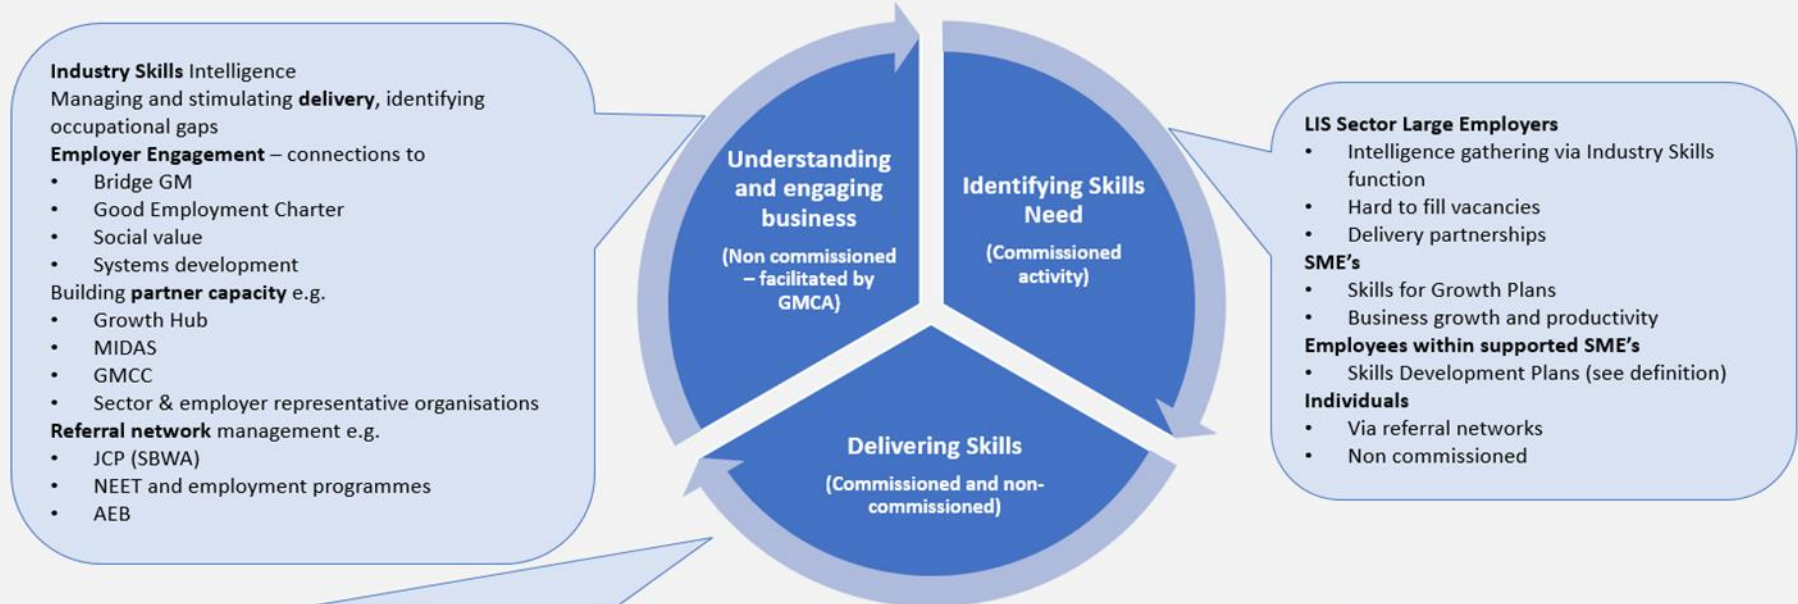 Industry Skills Intelligence
Managing and stimulating delivery, identifying
occupational gaps
Employer Engagement – connections to
• Bridge GM
• Good Employment Charter
• Social value
• Systems development
Building partner capacity e.g.
• Growth Hub
• MIDAS
• GMCC
• Sector & employer representative organisations
Referral network management e.g.
• JCP (SBWA)
• NEET and employment programmes
• AEB
Understanding
and engaging
business
(Non commissioned
– facilitated by
GMCA)
Identifying Skills
Need
(Commissioned
activity)
Delivering Skills
(Commissioned and non-
commissioned)
LIS Sector Large Employers
• Intelligence gathering via Industry Skills
function
• Hard to fill vacancies
• Delivery partnerships
SME’s
• Skills for Growth Plans
• Business growth and productivity
Employees within supported SME’s
• Skills Development Plans (see definition)
Individuals
• Via referral networks
• Non commissioned